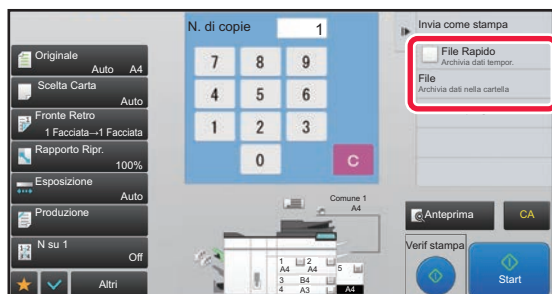 Originale
Auto A4
Scelta Carta
Auto
Fronte Retro
1 Facciata→1 Facciata
Rapporto Ripr.
100%
Esposizione
Auto
Produzione
N su 1
Off
Altri
N. di copie
1
7 8 9
4 5 6
1 2 3
0 C
Comune 1
A4
1 A4
2 A4
3 B4
4 A3
5
A4
Invia come stampa
File Rapido
Archivia dati tempor.
File
Archivia dati nella cartella
Anteprima
CA
Verif stampa
Start